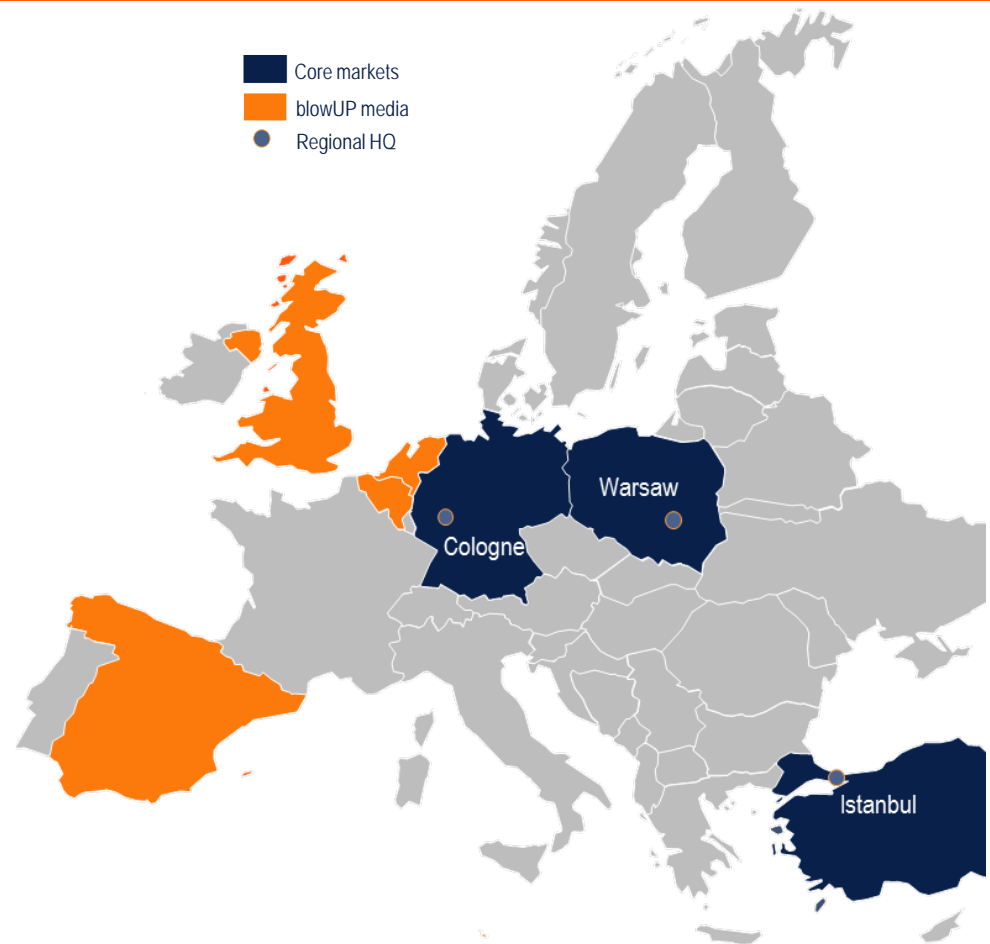 Core markets
blowUP media
Regional HQ
Warsaw
Cologne
Istanbul